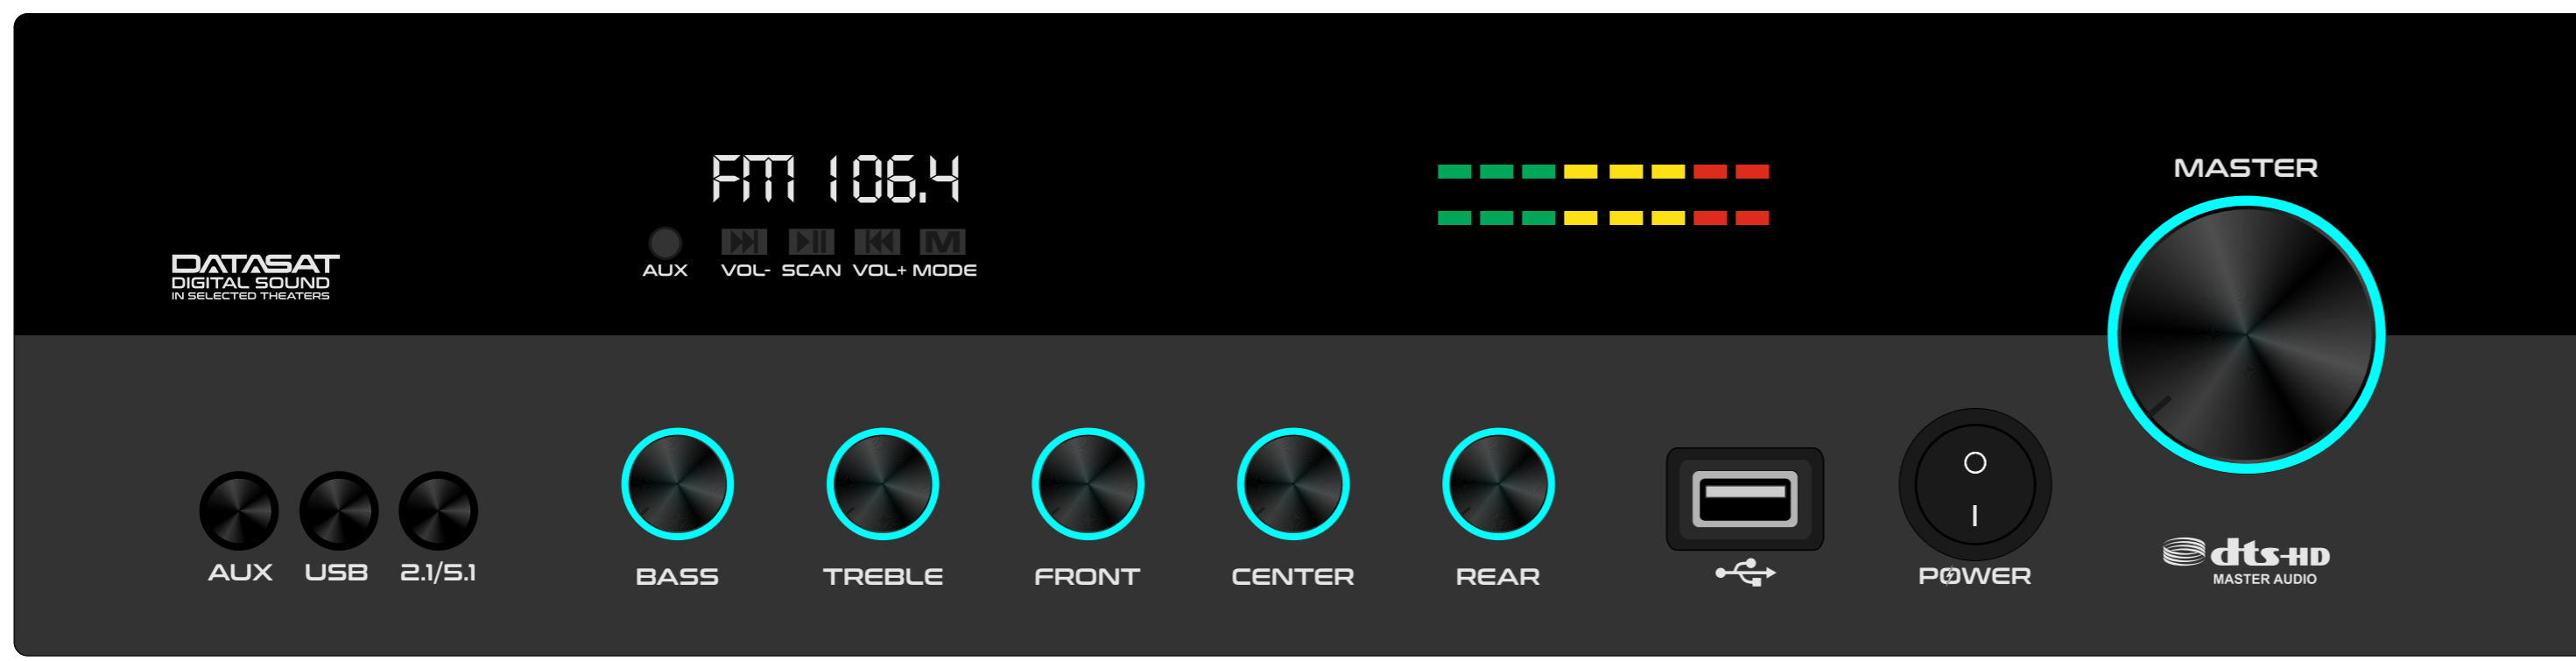 FM 106.4
MASTER
AUX VOL- SCAN VOL+ MODE
M
DATASAT
DIGITAL SOUND
IN SELECTED THEATERS
AUX USB 2.1/5.1
BASS TREBLE FRONT CENTER REAR
POWER
dts-HD
MASTER AUDIO